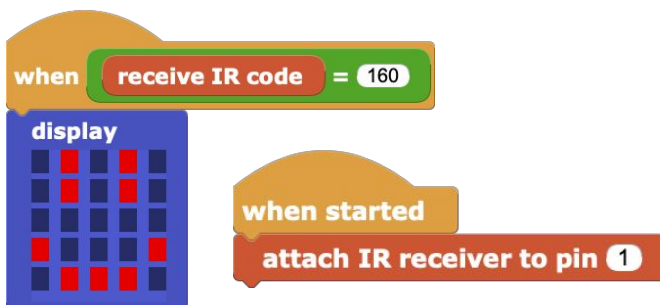 when receive IR code = 160
display
when started
attach IR receiver to pin 1